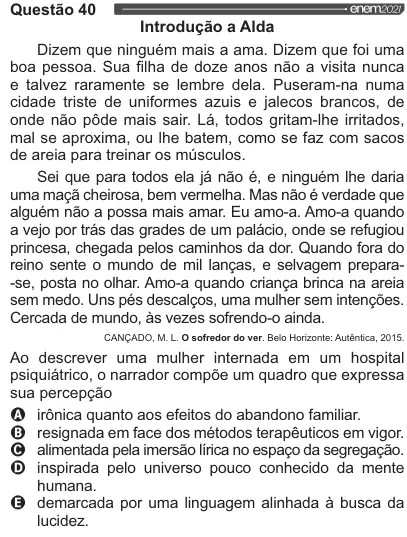 Questão 40 enem2021
Introdução a Alda
Dizem que ninguém mais a ama. Dizem que foi uma
boa pessoa. Sua filha de doze anos não a visita nunca
e talvez raramente se lembre dela. Puseram-na numa
cidade triste de uniformes azuis e jalecos brancos, de
onde não pôde mais sair. Lá, todos gritam-lhe irritados,
mal se aproxima, ou lhe batem, como se faz com sacos
de areia para treinar os músculos.
Sei que para todos ela já não é, e ninguém lhe daria
uma maçã cheirosa, bem vermelha. Mas não é verdade que
alguém não a possa mais amar. Eu amo-a. Amo-a quando
a vejo por trás das grades de um palácio, onde se refugiou
princesa, chegada pelos caminhos da dor. Quando fora do
reino sente o mundo de mil lanças, e selvagem prepara-
-se, posta no olhar. Amo-a quando criança brinca na areia
sem medo. Uns pés descalços, uma mulher sem intenções.
Cercada de mundo, às vezes sofrendo-o ainda.
CANÇADO, M. L. O sofredor do ver. Belo Horizonte: Autêntica, 2015.
Ao descrever uma mulher internada em um hospital
psiquiátrico, o narrador compõe um quadro que expressa
sua percepção
A irônica quanto aos efeitos do abandono familiar.
B resignada em face dos métodos terapêuticos em vigor.
C alimentada pela imersão lírica no espaço da segregação.
D inspirada pelo universo pouco conhecido da mente
humana.
E demarcada por uma linguagem alinhada à busca da
lucidez.